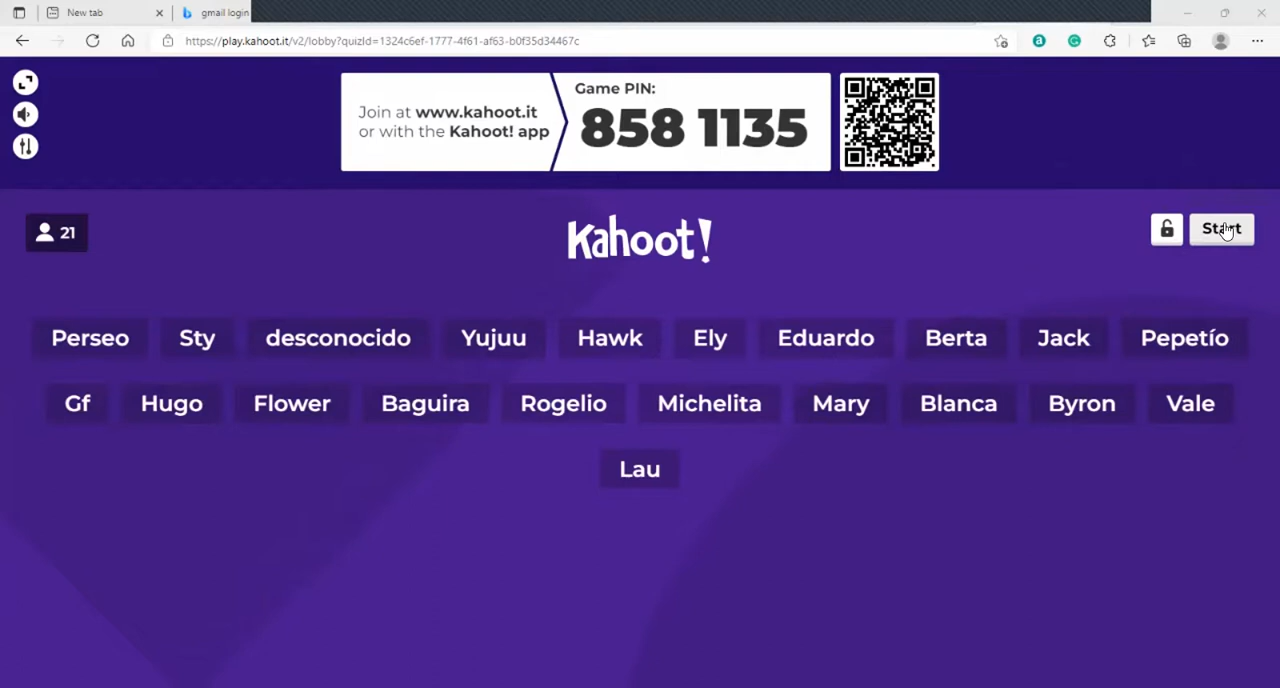 New tab
gmail login
https://play.kahoot.it/v2/lobby?quizId=1324c6ef-1777-4f61-af63-b0f35d34467c
Join at www.kahoot.it
or with the Kahoot! app
Game PIN:
858 1135
21
Kahoot!
Start
Perseo Sty desconocido Yujuu Hawk Ely Eduardo Berta Jack Pepetío
Gf Hugo Flower Baguira Rogelio Michelita Mary Blanca Byron Vale
Lau